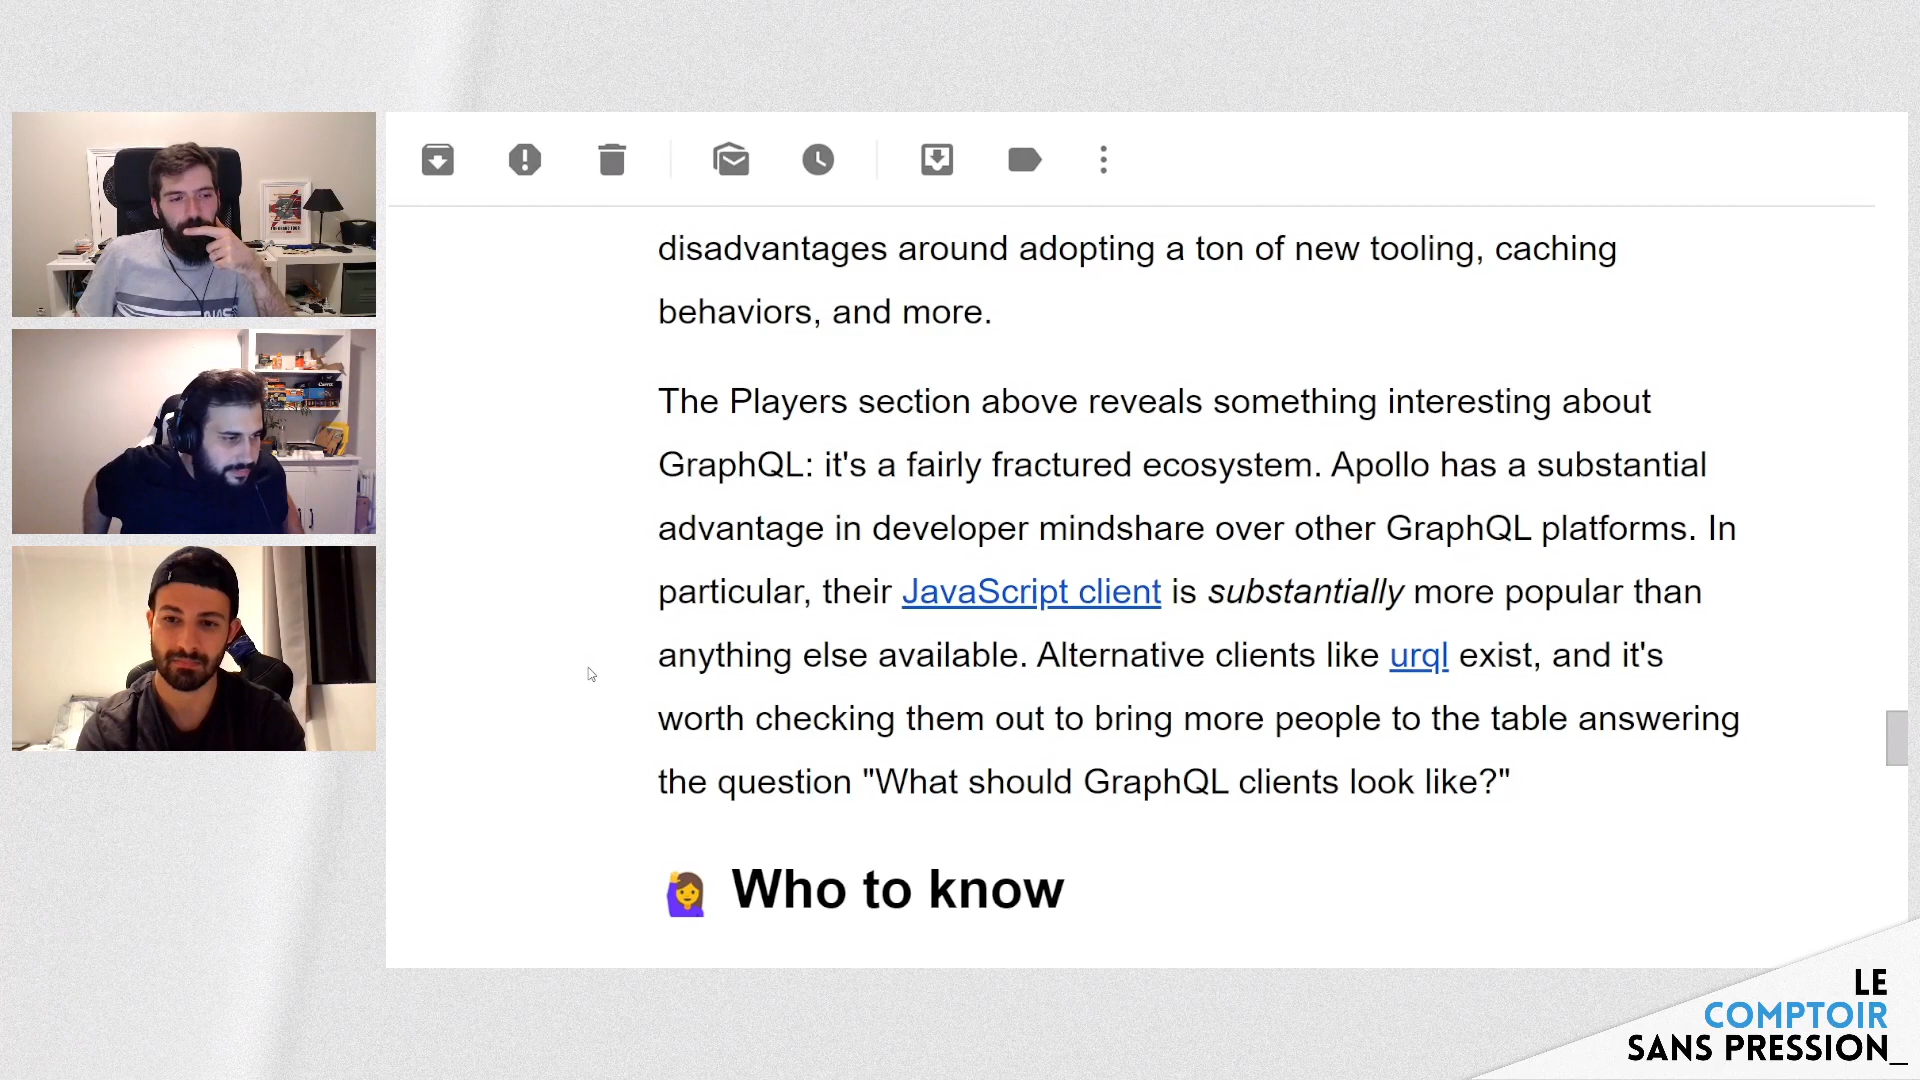 disadvantages around adopting a ton of new tooling, caching
behaviors, and more.
The Players section above reveals something interesting about
GraphQL: it's a fairly fractured ecosystem. Apollo has a substantial
advantage in developer mindshare over other GraphQL platforms. In
particular, their JavaScript client is substantially more popular than
anything else available. Alternative clients like urql exist, and it's
worth checking them out to bring more people to the table answering
the question "What should GraphQL clients look like?"
🙋‍♀️ Who to know
LE
COMPTOIR
SANS PRESSION_